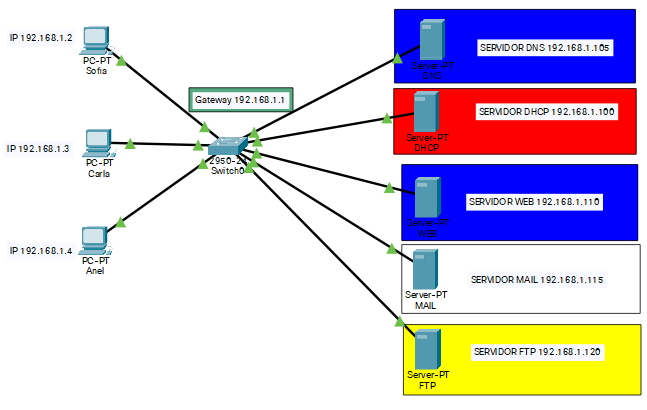 IP 192.168.1.2
PC-PT
Sofia
Gateway 192.168.1.1
IP 192.168.1.3
PC-PT
Carla
2950-24
Switch0
IP 192.168.1.4
PC-PT
Anel
SERVIDOR DNS 192.168.1.105
Server-PT
DNS
SERVIDOR DHCP 192.168.1.100
Server-PT
DHCP
SERVIDOR WEB 192.168.1.110
Server-PT
WEB
SERVIDOR MAIL 192.168.1.115
Server-PT
MAIL
SERVIDOR FTP 192.168.1.120
Server-PT
FTP